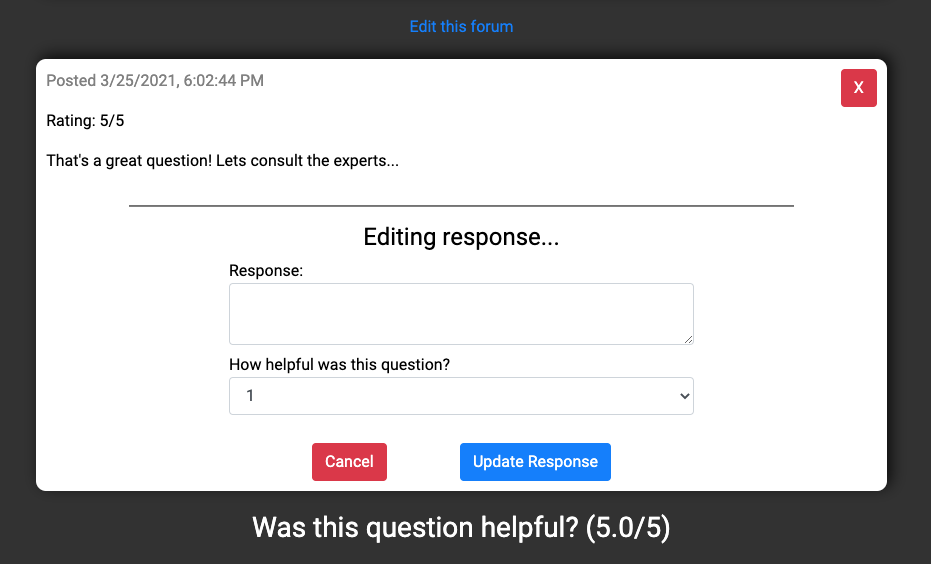 Edit this forum
Posted 3/25/2021, 6:02:44 PM
X
Rating: 5/5
That's a great question! Lets consult the experts...
Editing response...
Response:
How helpful was this question?
1
Cancel
Update Response
Was this question helpful? (5.0/5)